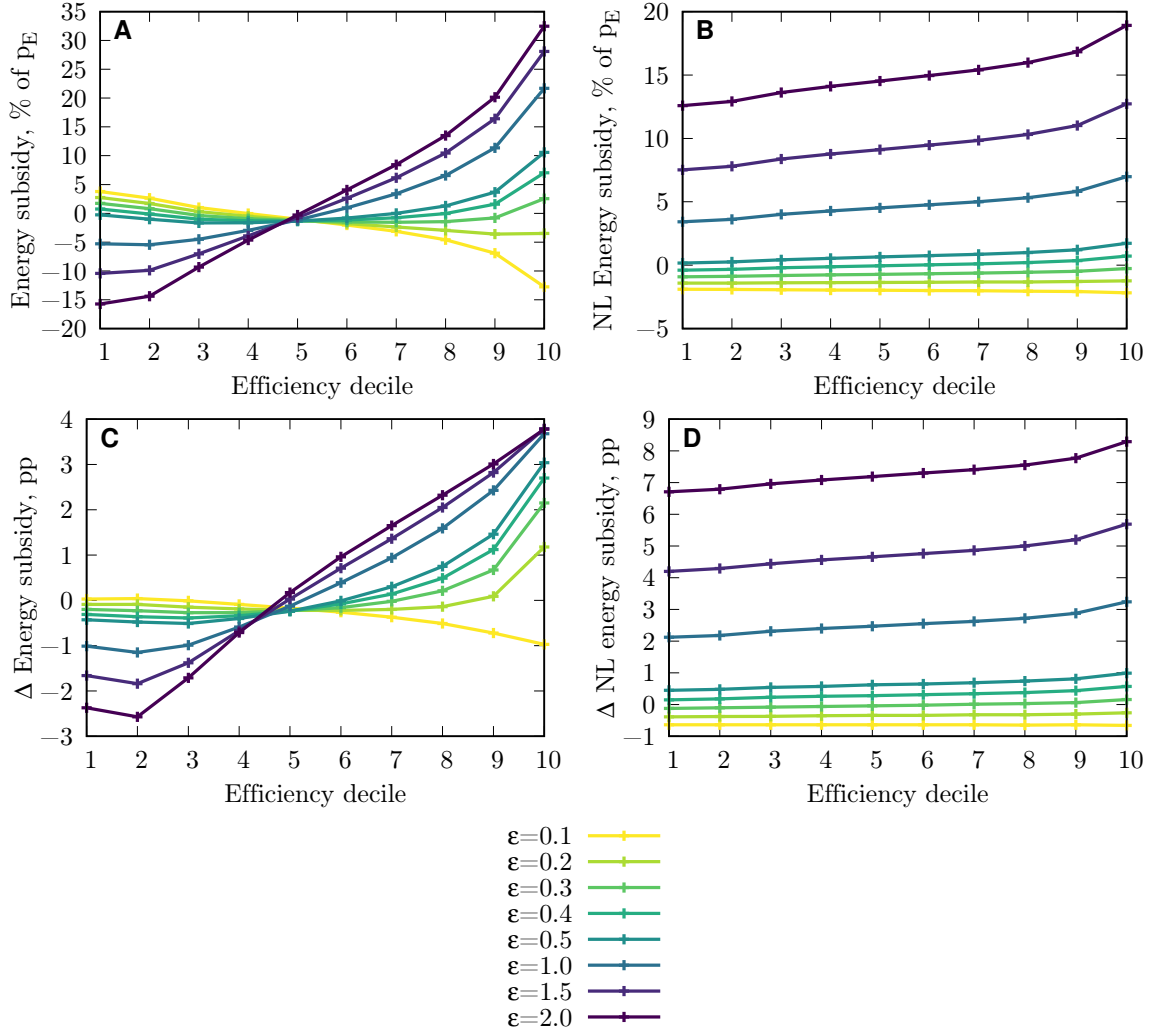 A
Energy subsidy, % of pE
35
30
25
20
15
10
5
0
−5
−10
−15
−20
1 2 3 4 5 6 7 8 9 10
Efficiency decile
B
NL Energy subsidy, % of pE
20
15
10
5
0
−5
1 2 3 4 5 6 7 8 9 10
Efficiency decile
C
Δ Energy subsidy, pp
4
3
2
1
0
−1
−2
−3
1 2 3 4 5 6 7 8 9 10
Efficiency decile
D
Δ NL energy subsidy, pp
9
8
7
6
5
4
3
2
1
0
−1
1 2 3 4 5 6 7 8 9 10
Efficiency decile
ε=0.1
ε=0.2
ε=0.3
ε=0.4
ε=0.5
ε=1.0
ε=1.5
ε=2.0